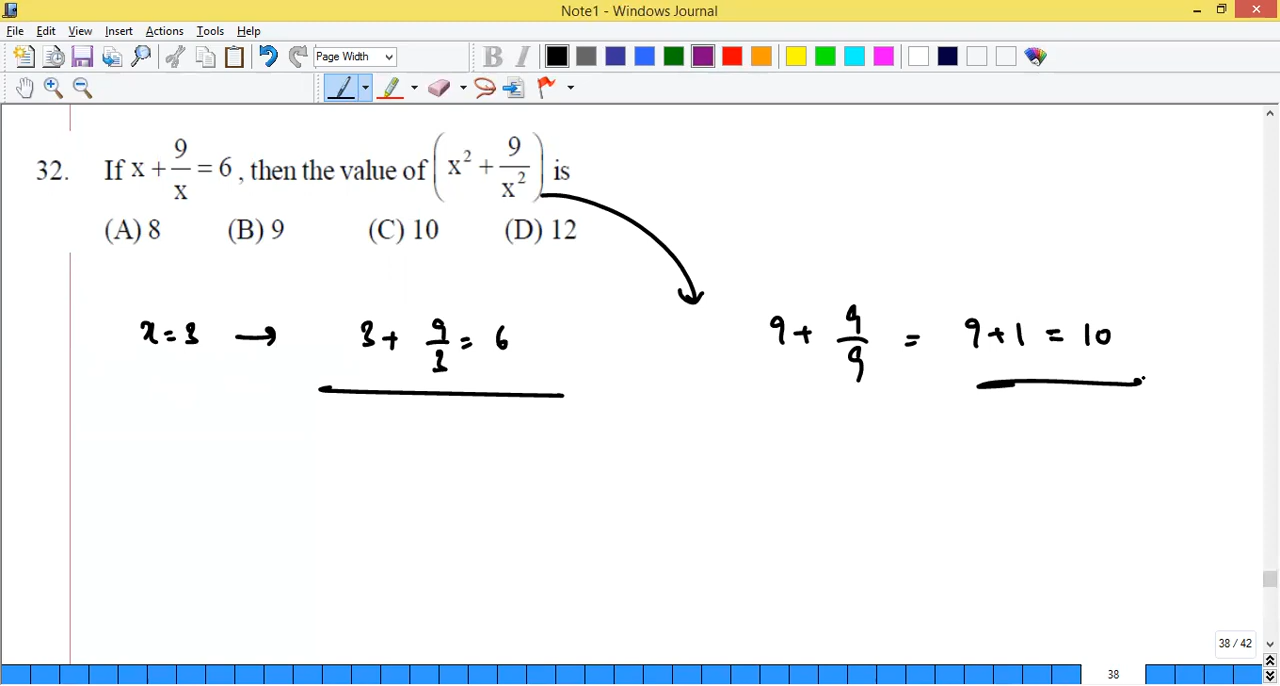 Note1 - Windows Journal
File Edit View Insert Actions Tools Help
Page Width B I
32. If x + 9/x = 6 , then the value of (x² + 9/x²) is
(A) 8 (B) 9 (C) 10 (D) 12
x = 3 → 3 + 9/3 = 6 9 + 9/9 = 9 + 1 = 10
38 / 42
38